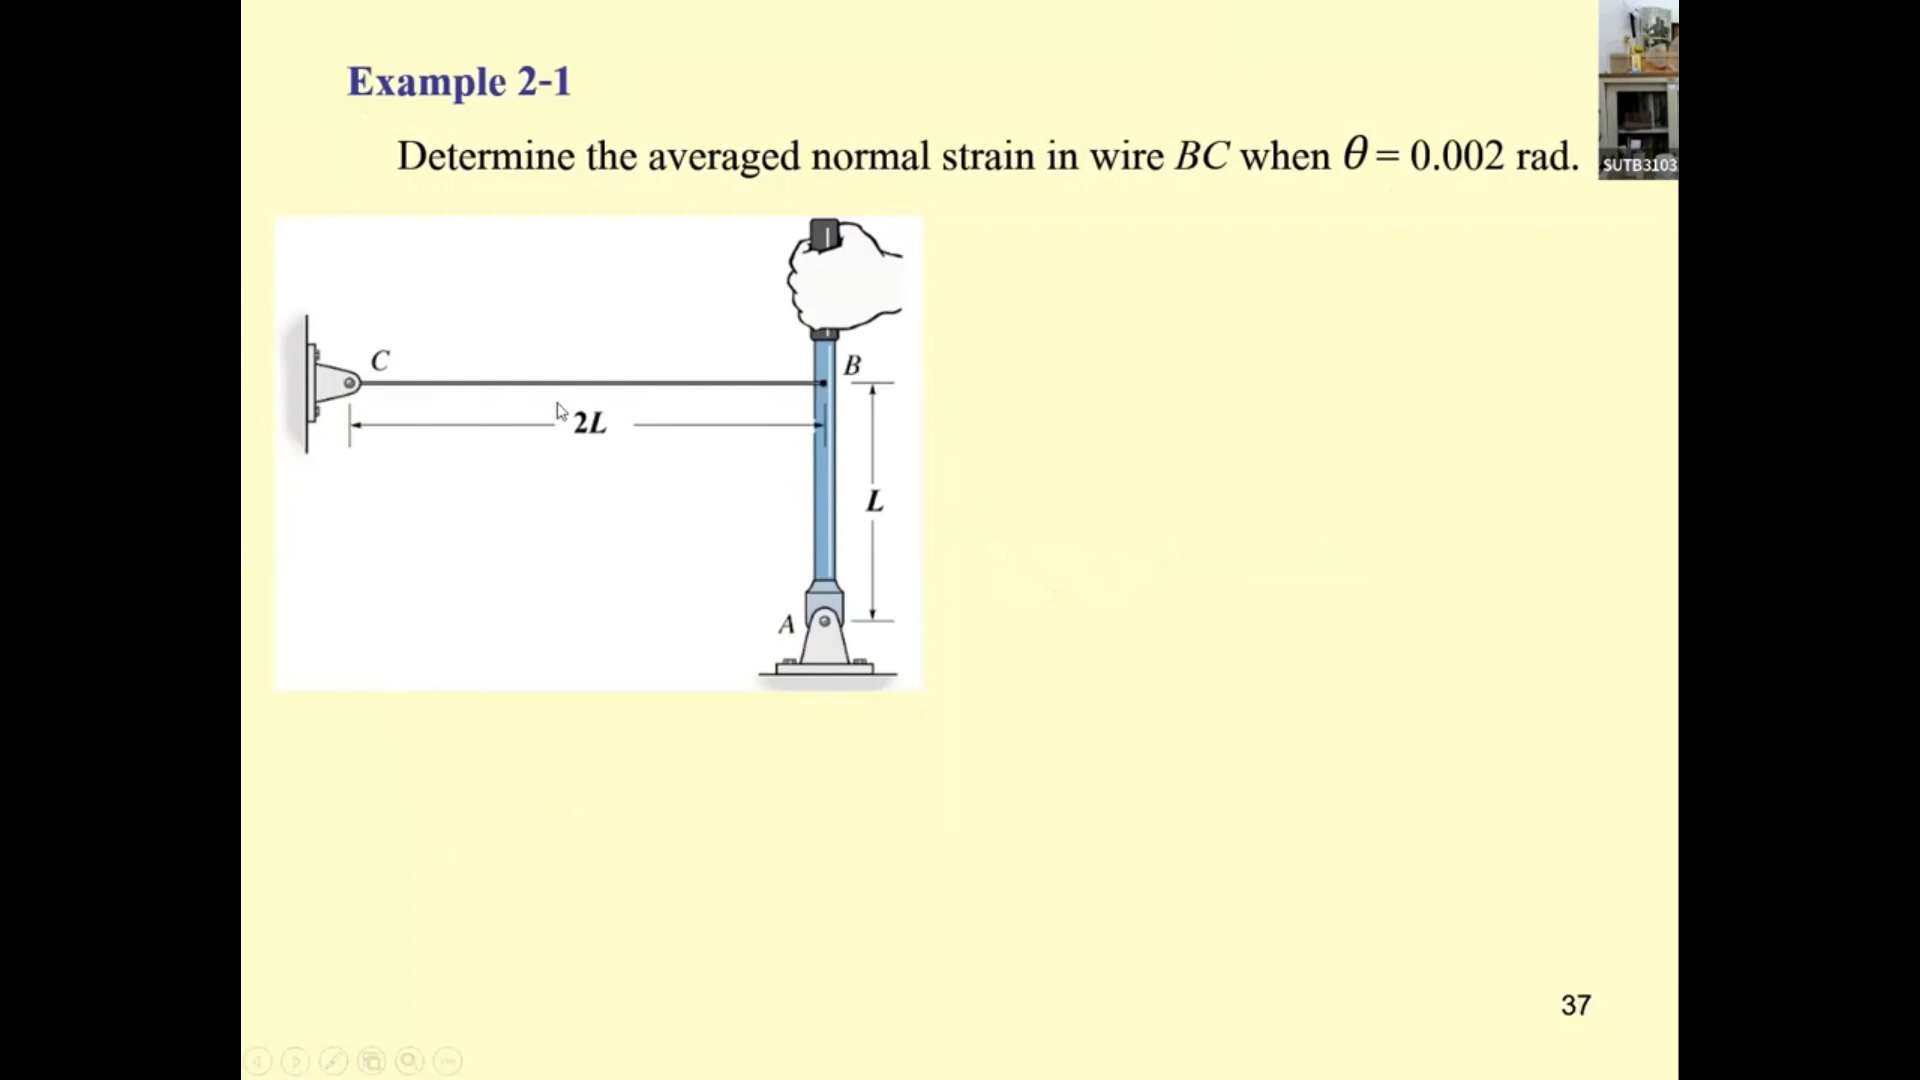 Example 2-1
Determine the averaged normal strain in wire BC when θ = 0.002 rad.
SUTB3103
C
B
2L
L
A
37